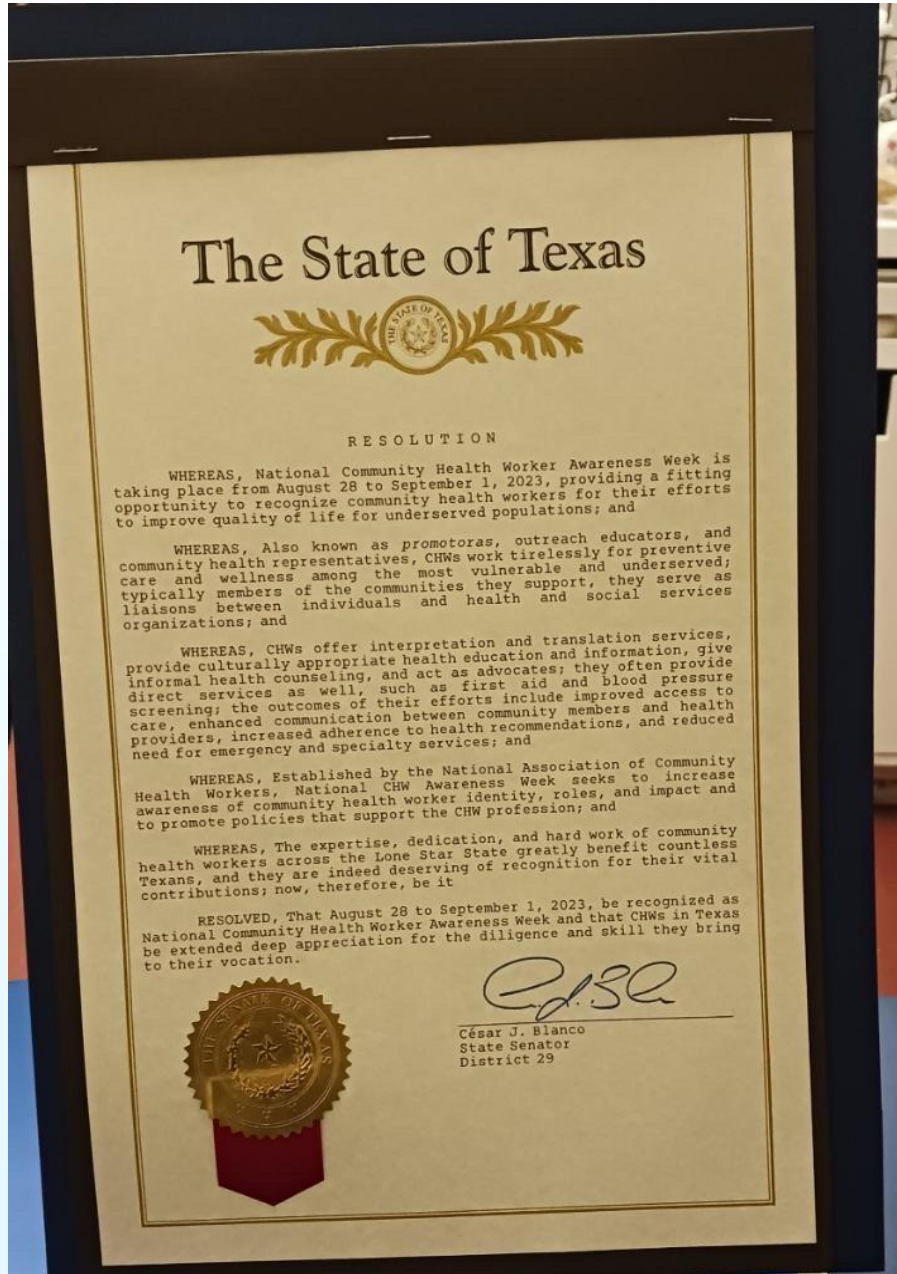 The State of Texas
THE STATE OF TEXAS
RESOLUTION
WHEREAS, National Community Health Worker Awareness Week is
taking place from August 28 to September 1, 2023, providing a fitting
opportunity to recognize community health workers for their efforts
to improve quality of life for underserved populations; and
WHEREAS, Also known as promotoras, outreach educators, and
community health representatives, CHWs work tirelessly for preventive
care and wellness among the most vulnerable and underserved;
typically members of the communities they support, they serve as
liaisons between individuals and health and social services
organizations; and
WHEREAS, CHWs offer interpretation and translation services,
provide culturally appropriate health education and information, give
informal health counseling, and act as advocates; they often provide
direct services as well, such as first aid and blood pressure
screening; the outcomes of their efforts include improved access to
care, enhanced communication between community members and health
providers, increased adherence to health recommendations, and reduced
need for emergency and specialty services; and
WHEREAS, Established by the National Association of Community
Health Workers, National CHW Awareness Week seeks to increase
awareness of community health worker identity, roles, and impact and
to promote policies that support the CHW profession; and
WHEREAS, The expertise, dedication, and hard work of community
health workers across the Lone Star State greatly benefit countless
Texans, and they are indeed deserving of recognition for their vital
contributions; now, therefore, be it
RESOLVED, That August 28 to September 1, 2023, be recognized as
National Community Health Worker Awareness Week and that CHWs in Texas
be extended deep appreciation for the diligence and skill they bring
to their vocation.
César J. Blanco
State Senator
District 29
THE SENATE OF TEXAS